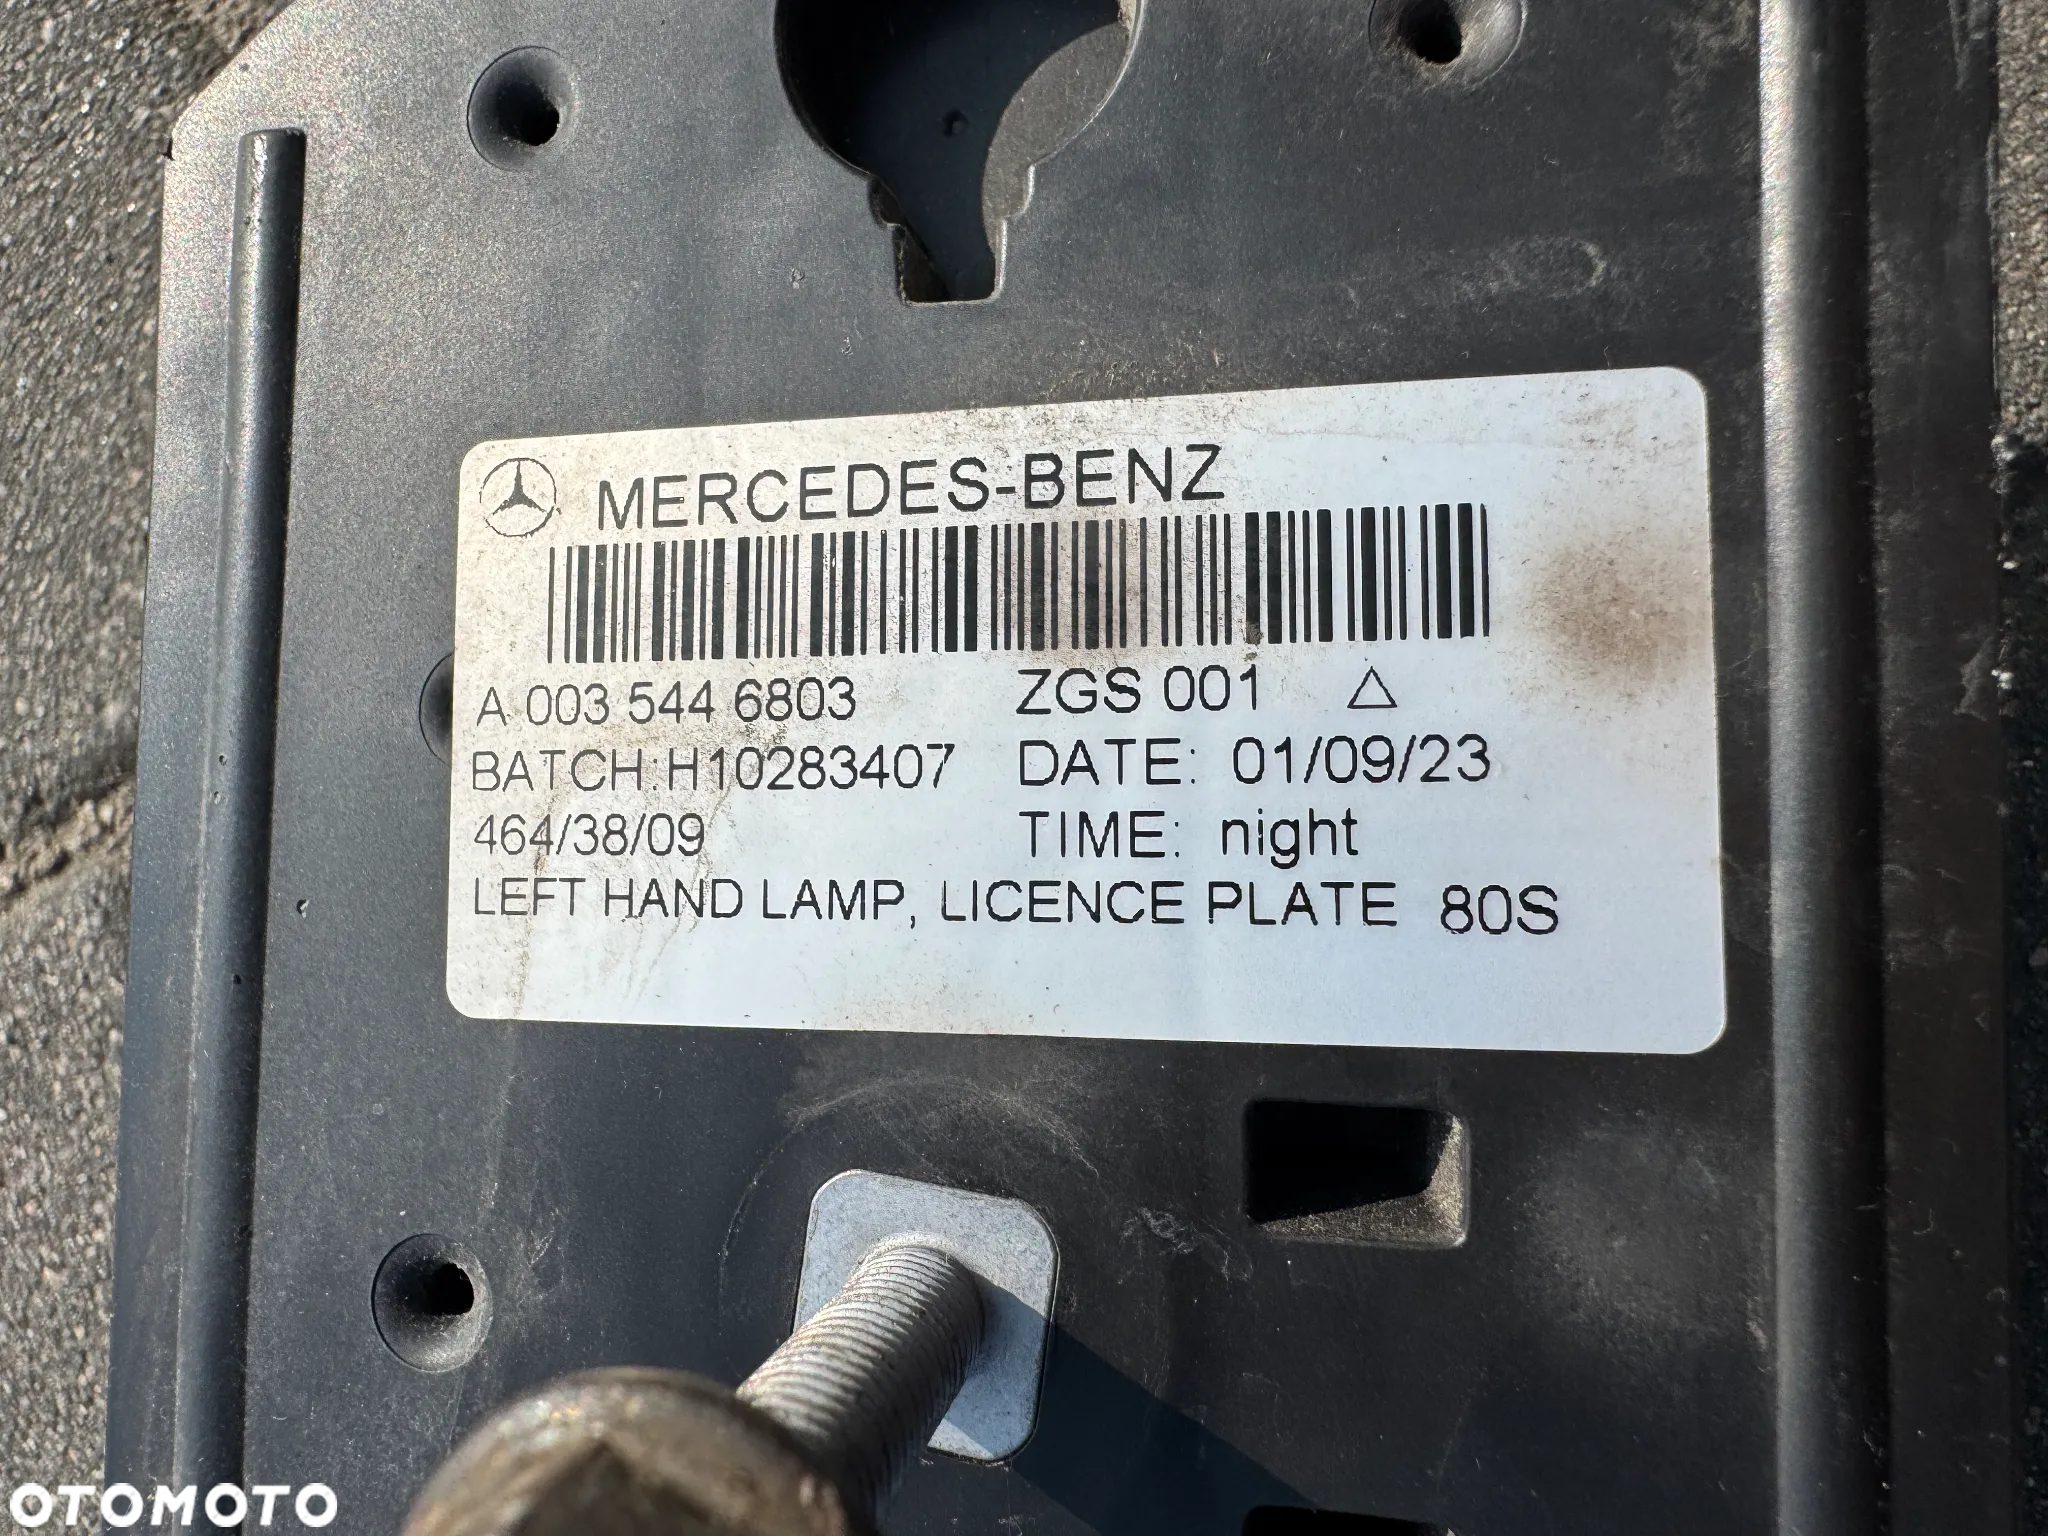 MERCEDES-BENZ
A 003 544 6803 ZGS 001 △
BATCH:H10283407 DATE: 01/09/23
464/38/09 TIME: night
LEFT HAND LAMP, LICENCE PLATE 80S
OTOMOTO